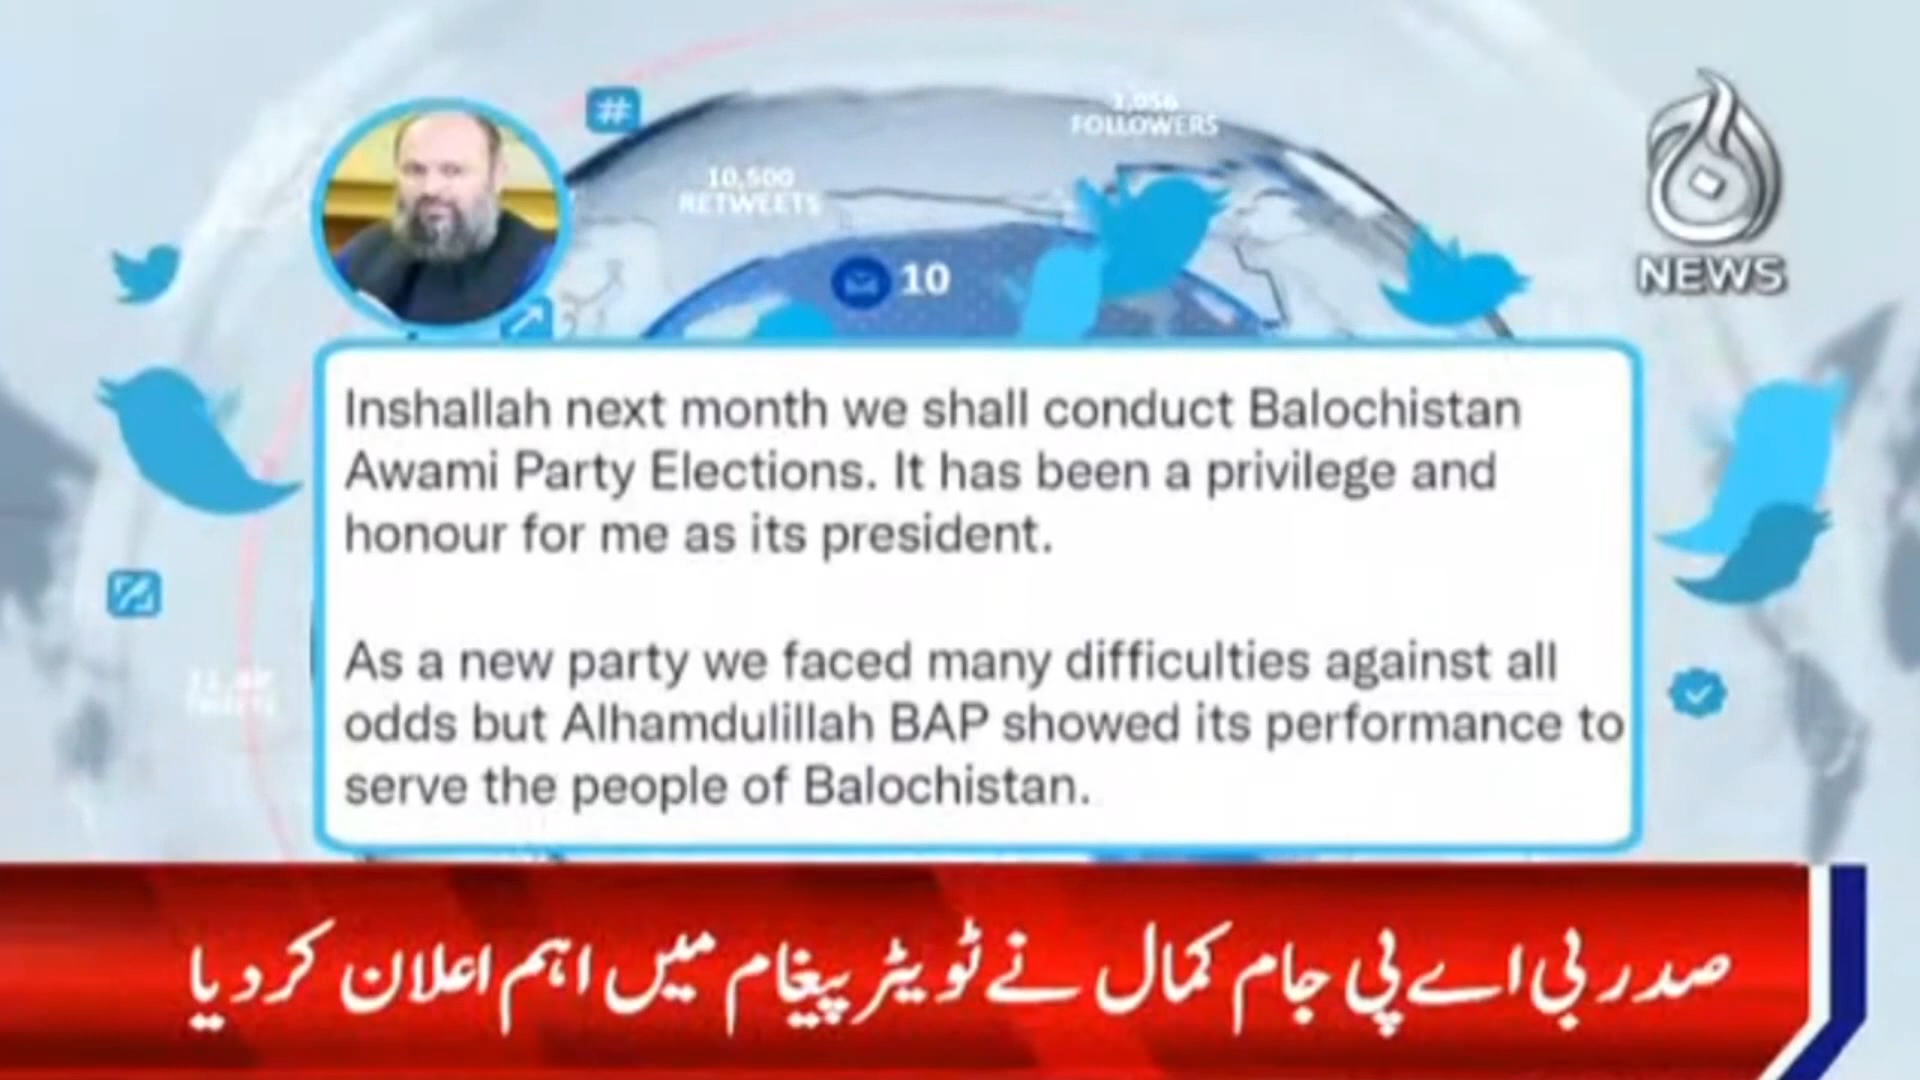 #
1,056
FOLLOWERS
10,500
RETWEETS
10
NEWS
Inshallah next month we shall conduct Balochistan
Awami Party Elections. It has been a privilege and
honour for me as its president.
As a new party we faced many difficulties against all
odds but Alhamdulillah BAP showed its performance to
serve the people of Balochistan.
صدر بی اے پی جام کمال نے ٹویٹر پیغام میں اہم اعلان کردیا